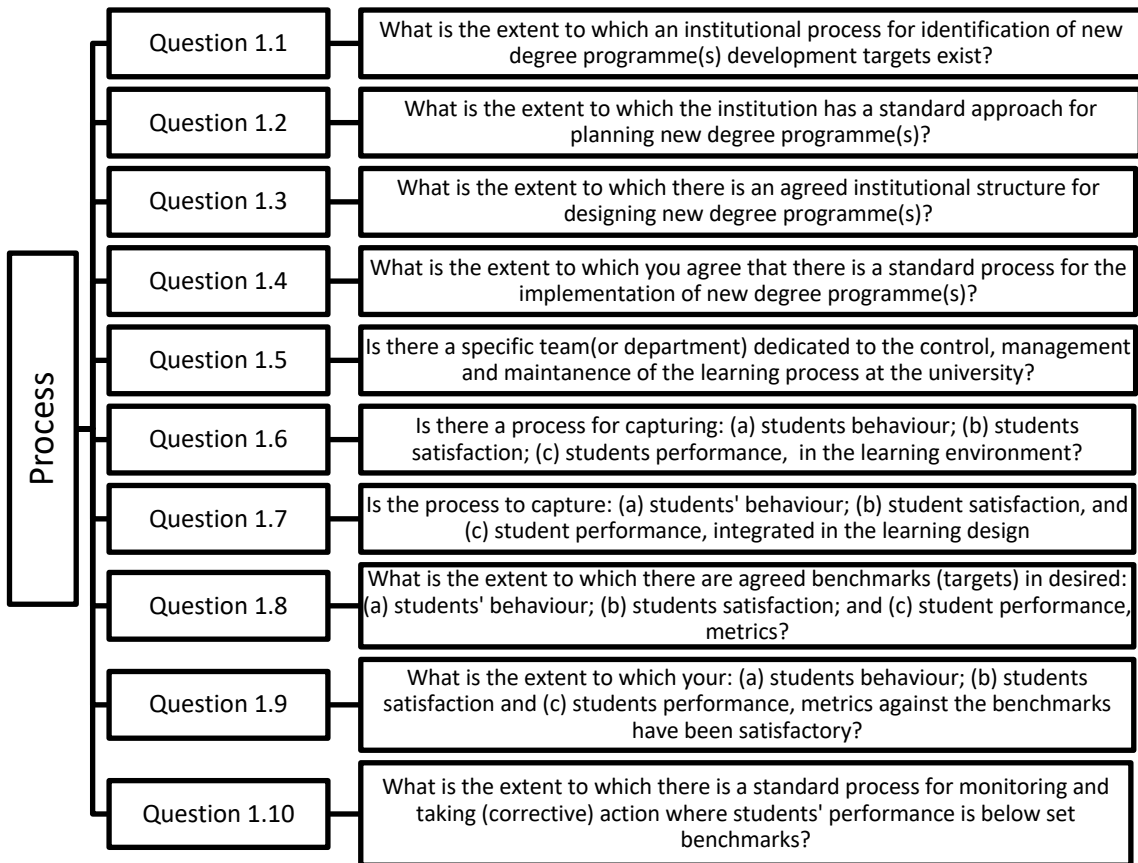 Process
Question 1.1
What is the extent to which an institutional process for identification of new
degree programme(s) development targets exist?
Question 1.2
What is the extent to which the institution has a standard approach for
planning new degree programme(s)?
Question 1.3
What is the extent to which there is an agreed institutional structure for
designing new degree programme(s)?
Question 1.4
What is the extent to which you agree that there is a standard process for the
implementation of new degree programme(s)?
Question 1.5
Is there a specific team(or department) dedicated to the control, management
and maintanence of the learning process at the university?
Question 1.6
Is there a process for capturing: (a) students behaviour; (b) students
satisfaction; (c) students performance, in the learning environment?
Question 1.7
Is the process to capture: (a) students' behaviour; (b) student satisfaction, and
(c) student performance, integrated in the learning design
Question 1.8
What is the extent to which there are agreed benchmarks (targets) in desired:
(a) students' behaviour; (b) students satisfaction; and (c) student performance,
metrics?
Question 1.9
What is the extent to which your: (a) students behaviour; (b) students
satisfaction and (c) students performance, metrics against the benchmarks
have been satisfactory?
Question 1.10
What is the extent to which there is a standard process for monitoring and
taking (corrective) action where students' performance is below set
benchmarks?